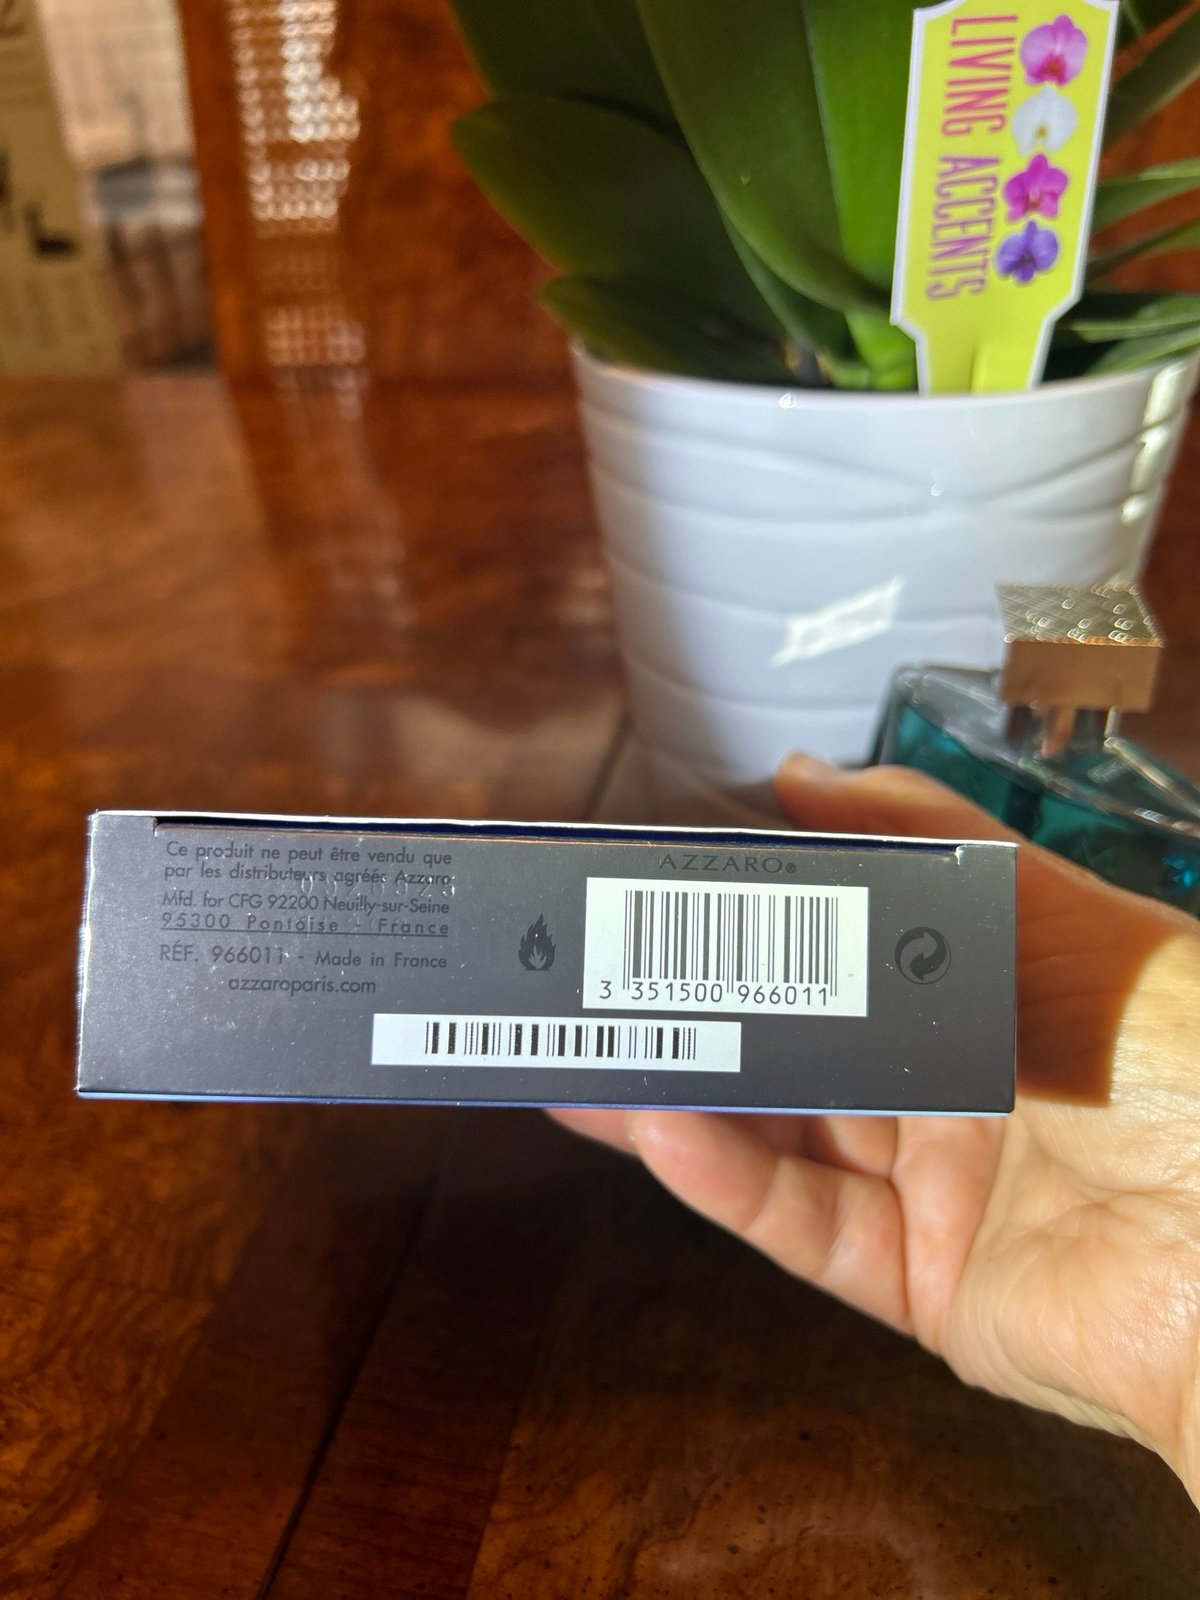 LIVING ACCENTS
Ce produit ne peut être vendu que
par les distributeurs agréés Azzaro
Mfd. for CFG 92200 Neuilly-sur-Seine
95300 Pontoise - France
RÉF. 966011 - Made in France
azzaroparis.com
AZZARO®
3 351500 966011